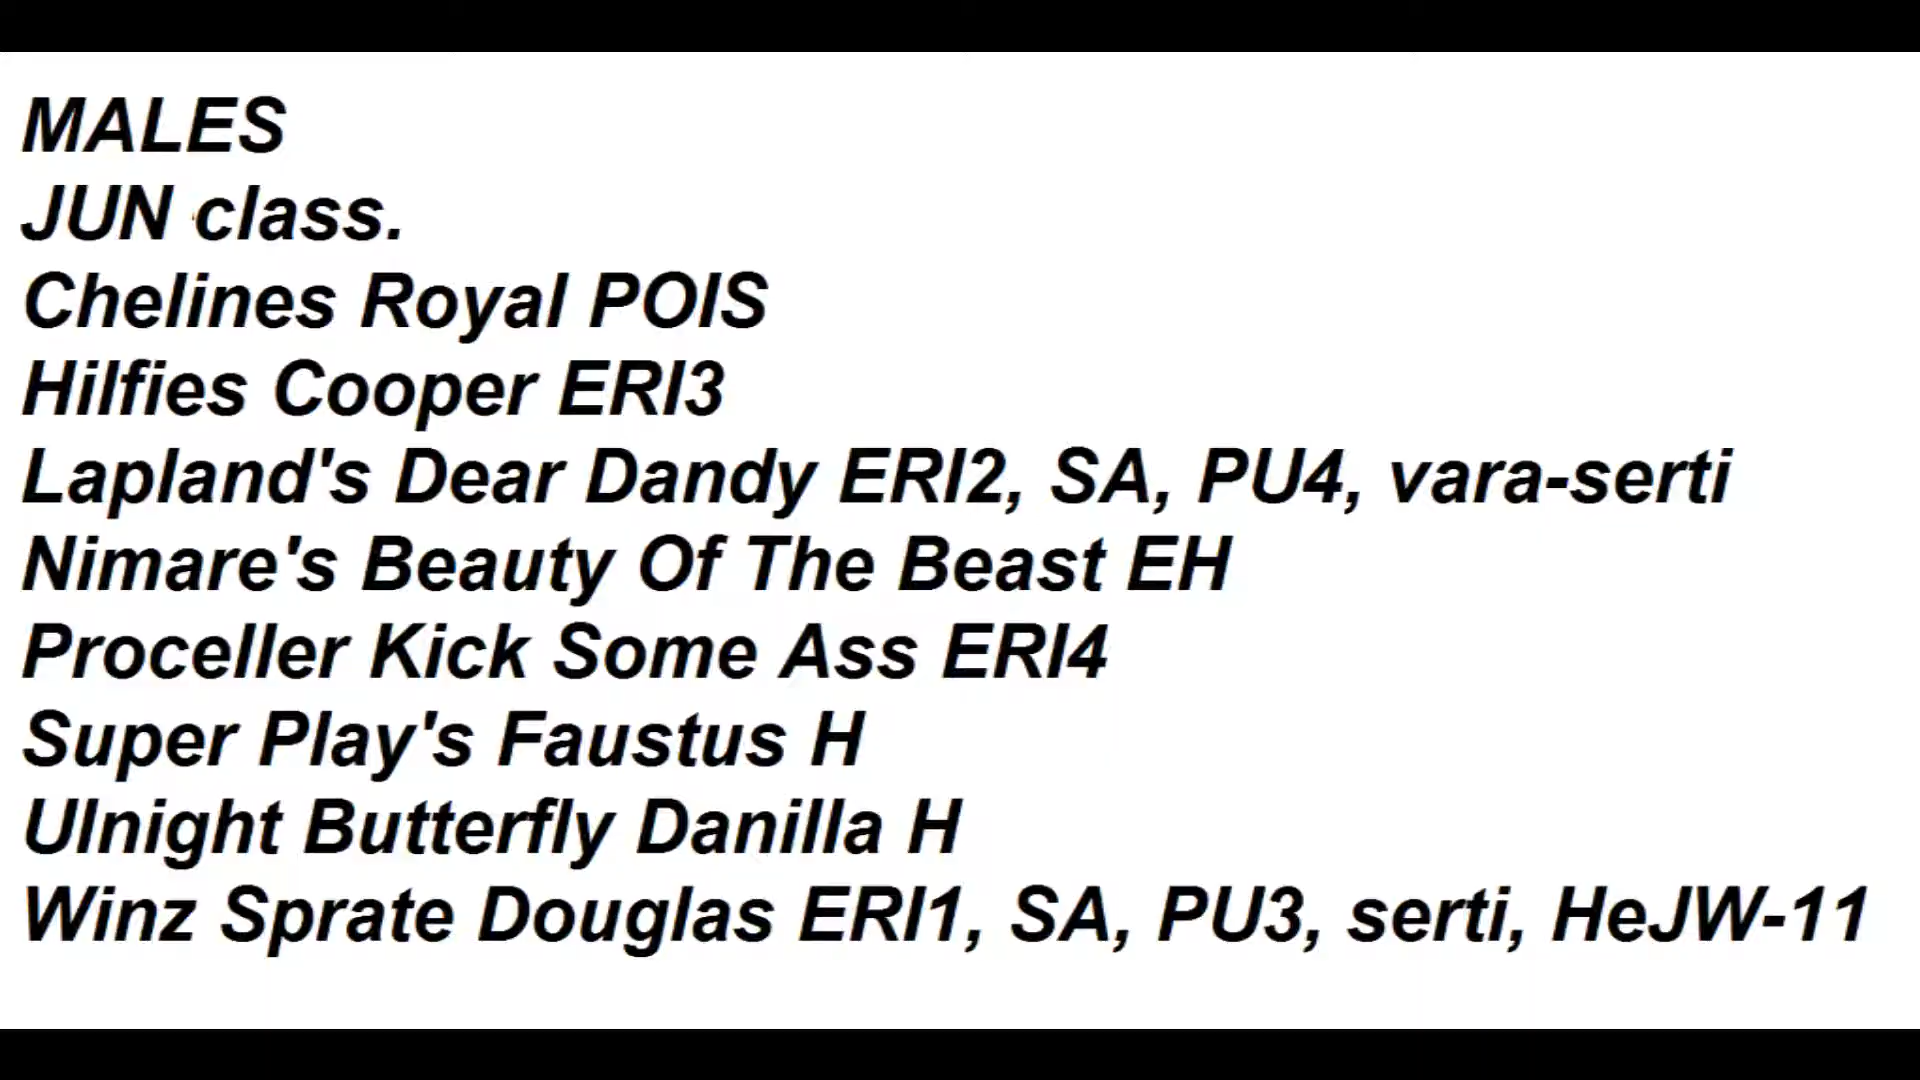 MALES
JUN class.
Chelines Royal POIS
Hilfies Cooper ERI3
Lapland's Dear Dandy ERI2, SA, PU4, vara-serti
Nimare's Beauty Of The Beast EH
Proceller Kick Some Ass ERI4
Super Play's Faustus H
Ulnight Butterfly Danilla H
Winz Sprate Douglas ERI1, SA, PU3, serti, HeJW-11